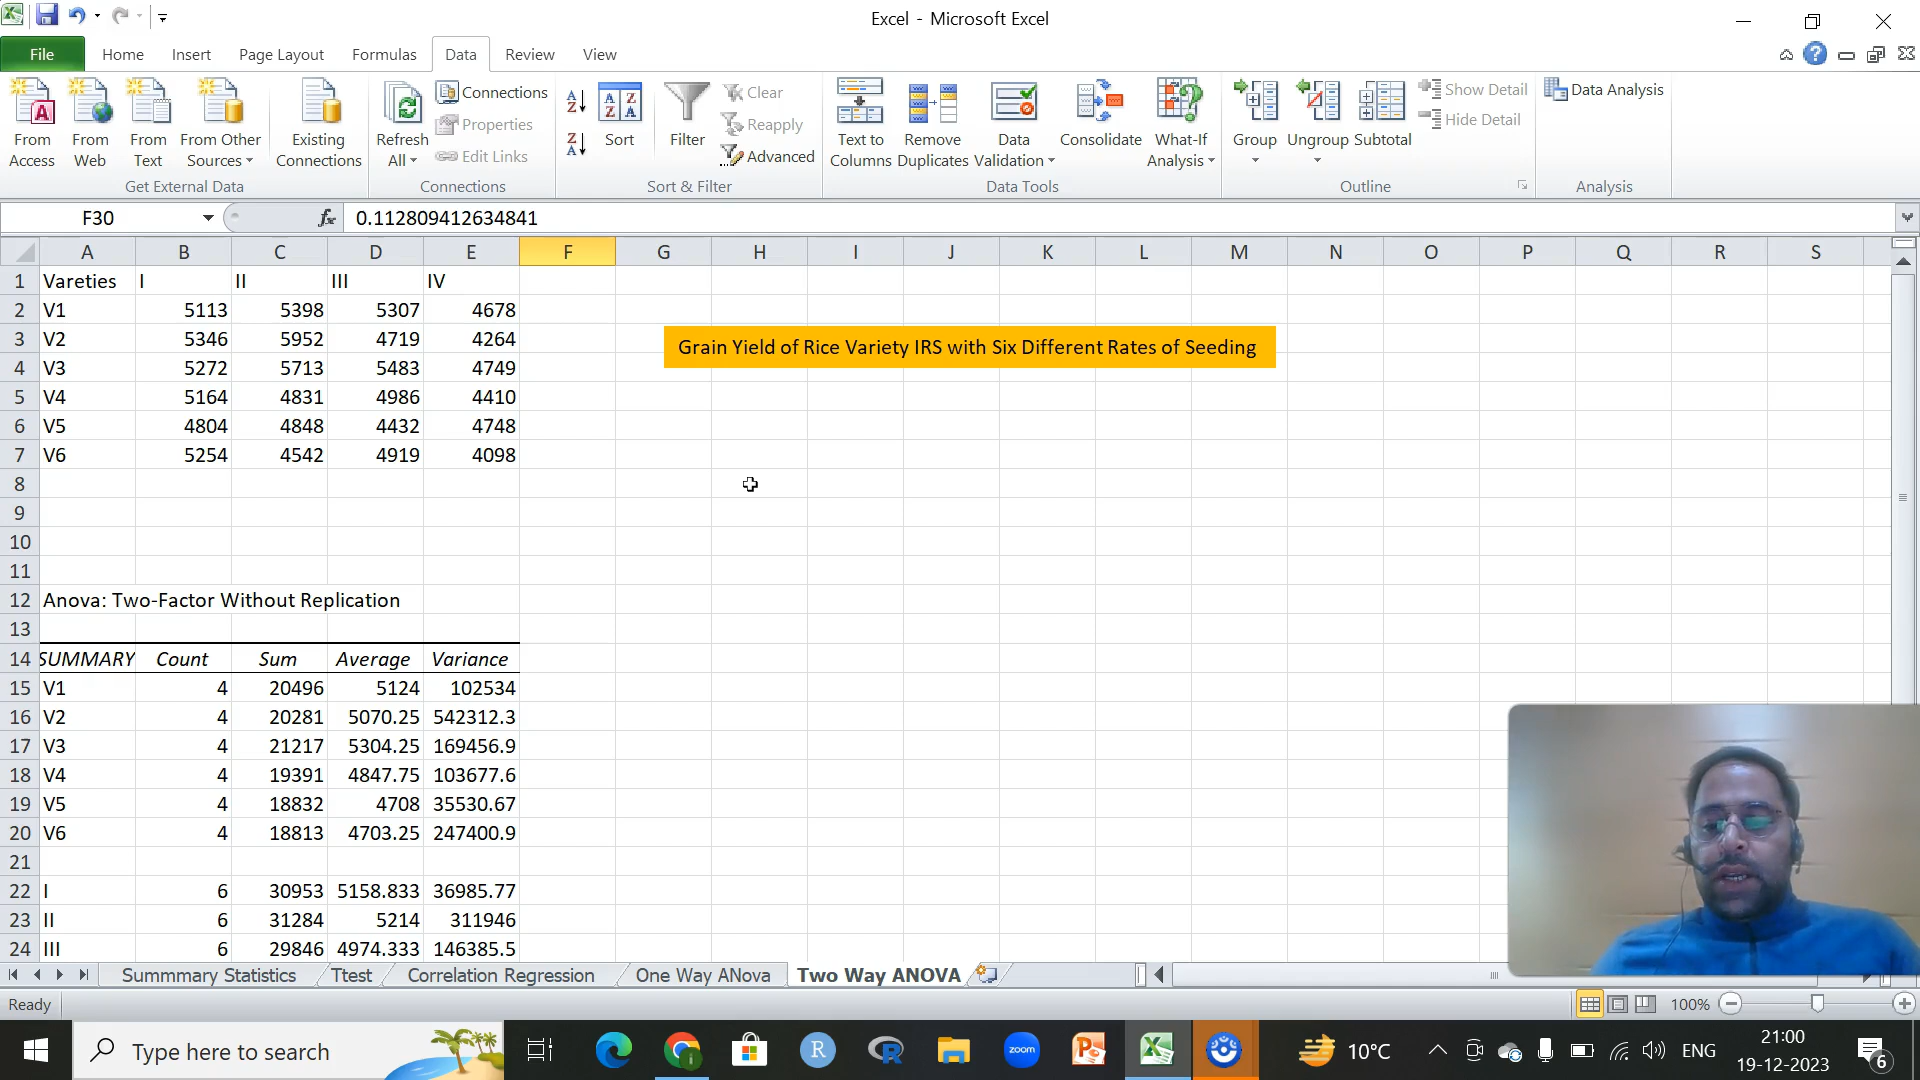 Excel - Microsoft Excel
File Home Insert Page Layout Formulas Data Review View
From Access From Web From Text From Other Sources Existing Connections
Get External Data
Refresh All Connections Properties Edit Links
Connections
Sort Filter Clear Reapply Advanced
Sort & Filter
Text to Columns Remove Duplicates Data Validation Consolidate What-If Analysis
Data Tools
Group Ungroup Subtotal Show Detail Hide Detail
Outline
Data Analysis
Analysis
F30 fx 0.112809412634841
A B C D E F G H I J K L M N O P Q R S
1 Vareties I II III IV
2 V1 5113 5398 5307 4678
3 V2 5346 5952 4719 4264
Grain Yield of Rice Variety IRS with Six Different Rates of Seeding
4 V3 5272 5713 5483 4749
5 V4 5164 4831 4986 4410
6 V5 4804 4848 4432 4748
7 V6 5254 4542 4919 4098
8
9
10
11
12 Anova: Two-Factor Without Replication
13
14 SUMMARY Count Sum Average Variance
15 V1 4 20496 5124 102534
16 V2 4 20281 5070.25 542312.3
17 V3 4 21217 5304.25 169456.9
18 V4 4 19391 4847.75 103677.6
19 V5 4 18832 4708 35530.67
20 V6 4 18813 4703.25 247400.9
21
22 I 6 30953 5158.833 36985.77
23 II 6 31284 5214 311946
24 III 6 29846 4974.333 146385.5
Summmary Statistics Ttest Correlation Regression One Way ANova Two Way ANOVA
Ready 100%
Type here to search zoom 10°C ENG 21:00
19-12-2023 6